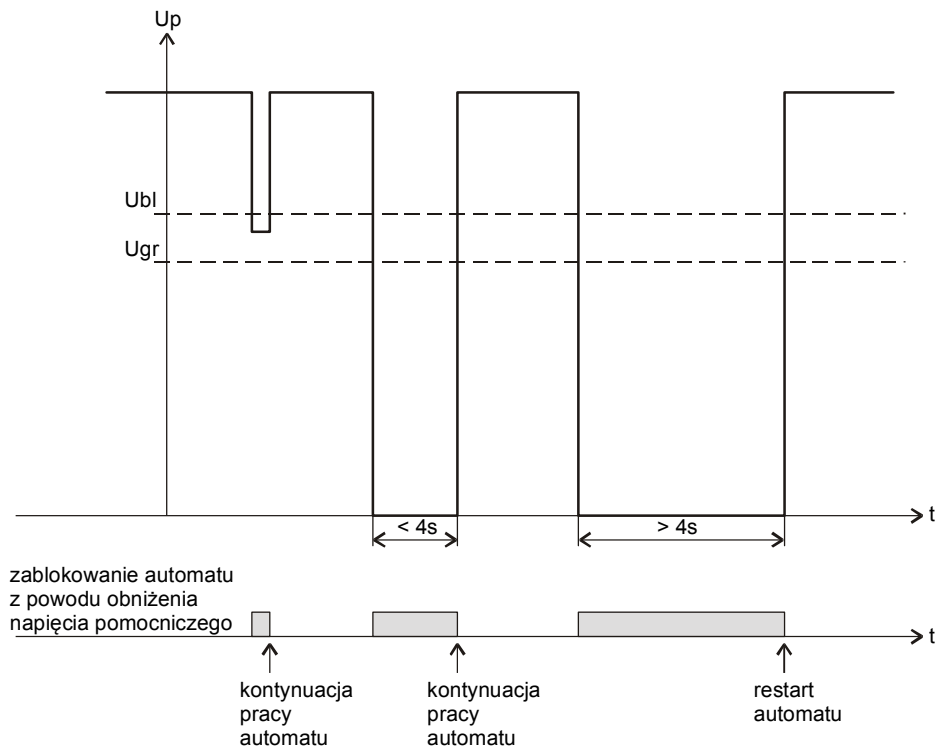 Up
Ubl
Ugr
t
< 4s
> 4s
zablokowanie automatu
z powodu obniżenia
napięcia pomocniczego
t
kontynuacja
pracy
automatu
kontynuacja
pracy
automatu
restart
automatu